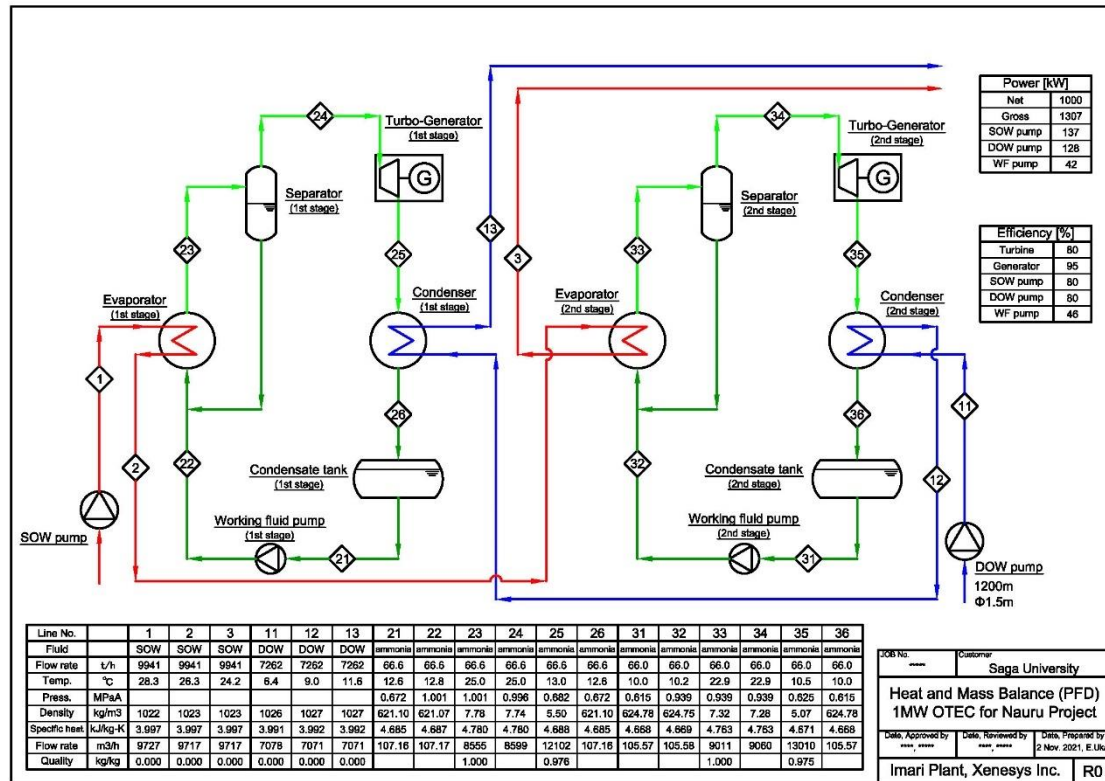 24
34
Turbo-Generator
(1st stage)
Turbo-Generator
(2nd stage)
G
G
Power [kW]
Net 1000
Gross 1307
SOW pump 137
DOW pump 128
WF pump 42
Separator
(1st stage)
Separator
(2nd stage)
23
25
13
3
33
35
Efficiency [%]
Turbine 80
Generator 95
SOW pump 80
DOW pump 80
WF pump 46
Evaporator
(1st stage)
Condenser
(1st stage)
Evaporator
(2nd stage)
Condenser
(2nd stage)
1
26
36
11
2
22
32
12
Condensate tank
(1st stage)
Condensate tank
(2nd stage)
SOW pump
Working fluid pump
(1st stage)
21
Working fluid pump
(2nd stage)
31
DOW pump
1200m
Φ1.5m
Line No. 1 2 3 11 12 13 21 22 23 24 25 26 31 32 33 34 35 36
Fluid SOW SOW SOW DOW DOW DOW ammonia ammonia ammonia ammonia ammonia ammonia ammonia ammonia ammonia ammonia ammonia ammonia
Flow rate t/h 9941 9941 9941 7262 7262 7262 66.6 66.6 66.6 66.6 66.6 66.6 66.0 66.0 66.0 66.0 66.0 66.0
Temp. °C 28.3 26.3 24.2 6.4 9.0 11.6 12.6 12.8 25.0 25.0 13.0 12.6 10.0 10.2 22.9 22.9 10.5 10.0
Press. MPaA 0.672 1.001 1.001 0.996 0.682 0.672 0.615 0.939 0.939 0.939 0.625 0.615
Density kg/m3 1022 1023 1023 1026 1027 1027 621.10 621.07 7.78 7.74 5.50 621.10 624.78 624.75 7.32 7.28 5.07 624.78
Specific heat kJ/kg-K 3.997 3.997 3.997 3.991 3.992 3.992 4.685 4.687 4.780 4.780 4.688 4.685 4.668 4.669 4.763 4.763 4.671 4.668
Flow rate m3/h 9727 9717 9717 7078 7071 7071 107.16 107.17 8555 8599 12102 107.16 105.57 105.58 9011 9060 13010 105.57
Quality kg/kg 0.000 0.000 0.000 0.000 0.000 0.000 1.000 0.976 1.000 0.975
JOB No. Customer
Saga University
Heat and Mass Balance (PFD)
1MW OTEC for Nauru Project
Date, Approved by Date, Reviewed by Date, Prepared by
2 Nov. 2021, E.Uk
Imari Plant, Xenesys Inc. R0